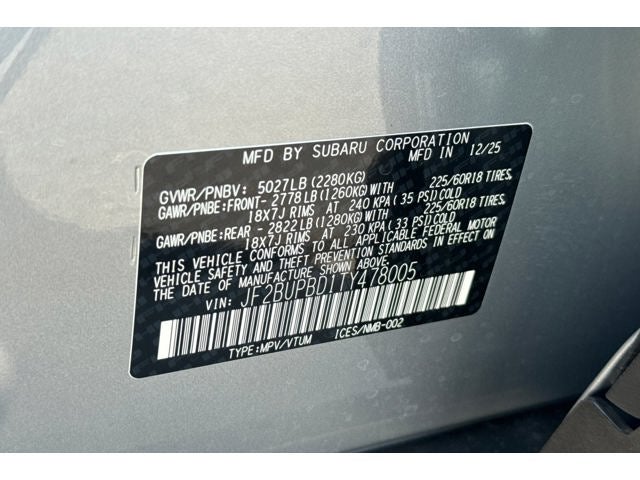 MFD BY SUBARU CORPORATION
MFD IN 12/25
GVWR/PNBV: 5027LB (2280KG)
GAWR/PNBE:FRONT- 2778LB (1260KG)WITH 225/60R18 TIRES,
18X7J RIMS AT 240 KPA (35 PSI)COLD
GAWR/PNBE:REAR - 2822LB (1280KG)WITH 225/60R18 TIRES,
18X7J RIMS AT 230 KPA (33 PSI)COLD
THIS VEHICLE CONFORMS TO ALL APPLICABLE FEDERAL MOTOR
VEHICLE SAFETY AND THEFT PREVENTION STANDARDS IN EFFECT ON
THE DATE OF MANUFACTURE SHOWN ABOVE.
VIN: JF2BUPBD1TY478005
TYPE:MPV/VTUM ICES/NMB-002